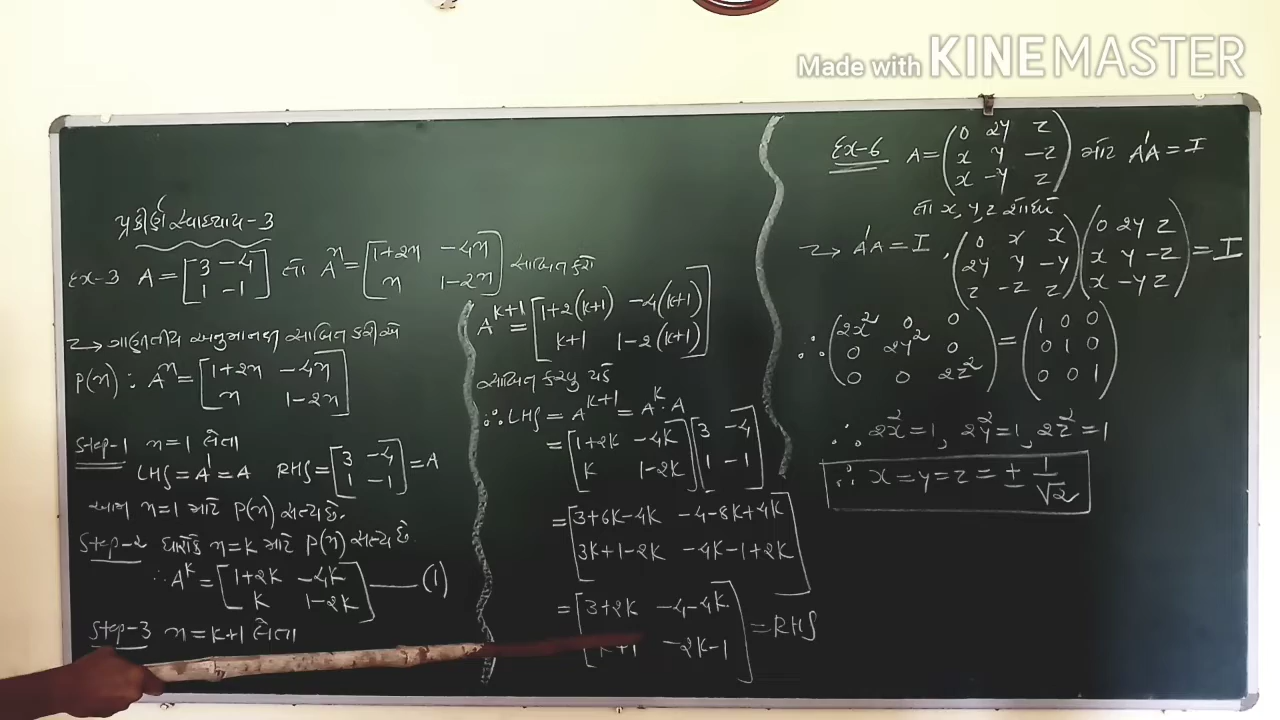 Made with KINEMASTER
પ્રકીર્ણ સ્વાધ્યાય-3
Ex-3 A = [3 -4; 1 -1] તો Aⁿ = [1+2n -4n; n 1-2n] સાબિત કરો
→ ગાણિતીય અનુમાનથી સાબિત કરીએ
P(n) : Aⁿ = [1+2n -4n; n 1-2n]
Step-1 n=1 લેતા
LHS = A¹ = A RHS = [3 -4; 1 -1] = A
આમ n=1 માટે P(n) સત્ય છે.
Step-2 ધારોકે n=k માટે P(n) સત્ય છે.
∴ Aᵏ = [1+2k -4k; k 1-2k] —— (1)
Step-3 n=k+1 લેતા
Aᵏ⁺¹ = [1+2(k+1) -4(k+1); k+1 1-2(k+1)]
સાબિત કરવુ પડે
∴ LHS = Aᵏ⁺¹ = Aᵏ·A
= [1+2k -4k; k 1-2k] [3 -4; 1 -1]
= [3+6k-4k -4-8k+4k; 3k+1-2k -4k-1+2k]
= [3+2k -4-4k; k+1 -2k-1] = RHS
Ex-6 A = (0 2y z; x y -z; x -y z) માટે A'A = I
તો x, y, z શોધો
→ A'A = I, (0 x x; 2y y -y; z -z z) (0 2y z; x y -z; x -y z) = I
∴ (2x² 0 0; 0 2y² 0; 0 0 2z²) = (1 0 0; 0 1 0; 0 0 1)
∴ 2x²=1, 2y²=1, 2z²=1
∴ x=y=z= ± 1/√2